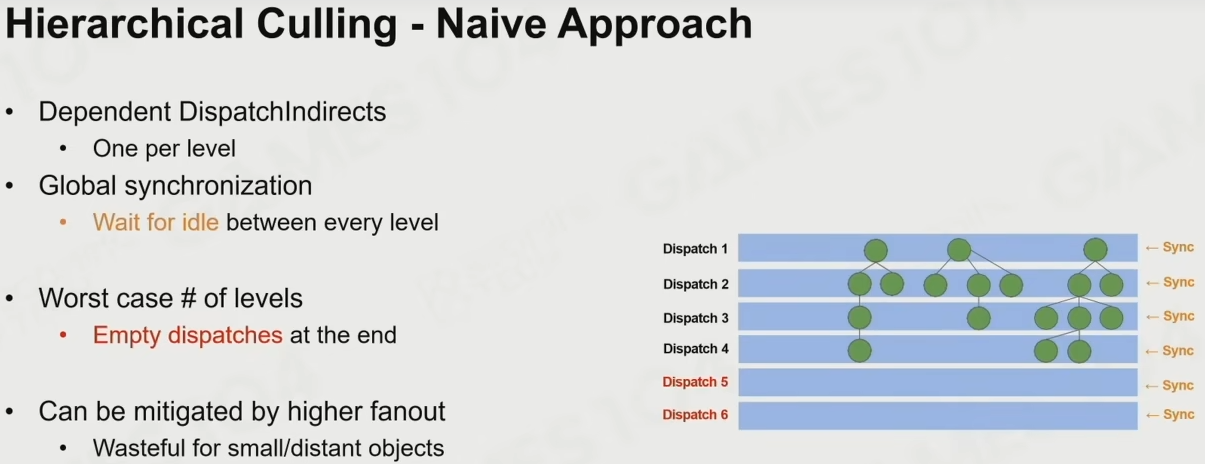 Hierarchical Culling - Naive Approach
• Dependent DispatchIndirects
• One per level
• Global synchronization
• Wait for idle between every level
• Worst case # of levels
• Empty dispatches at the end
• Can be mitigated by higher fanout
• Wasteful for small/distant objects
Dispatch 1 ← Sync
Dispatch 2 ← Sync
Dispatch 3 ← Sync
Dispatch 4 ← Sync
Dispatch 5 ← Sync
Dispatch 6 ← Sync
GAMES104